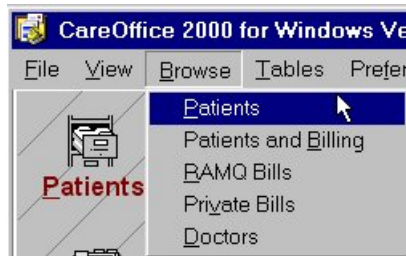 CareOffice 2000 for Windows Ve
File View Browse Tables Prefer
Patients
Patients and Billing
RAMQ Bills
Private Bills
Doctors
Patients